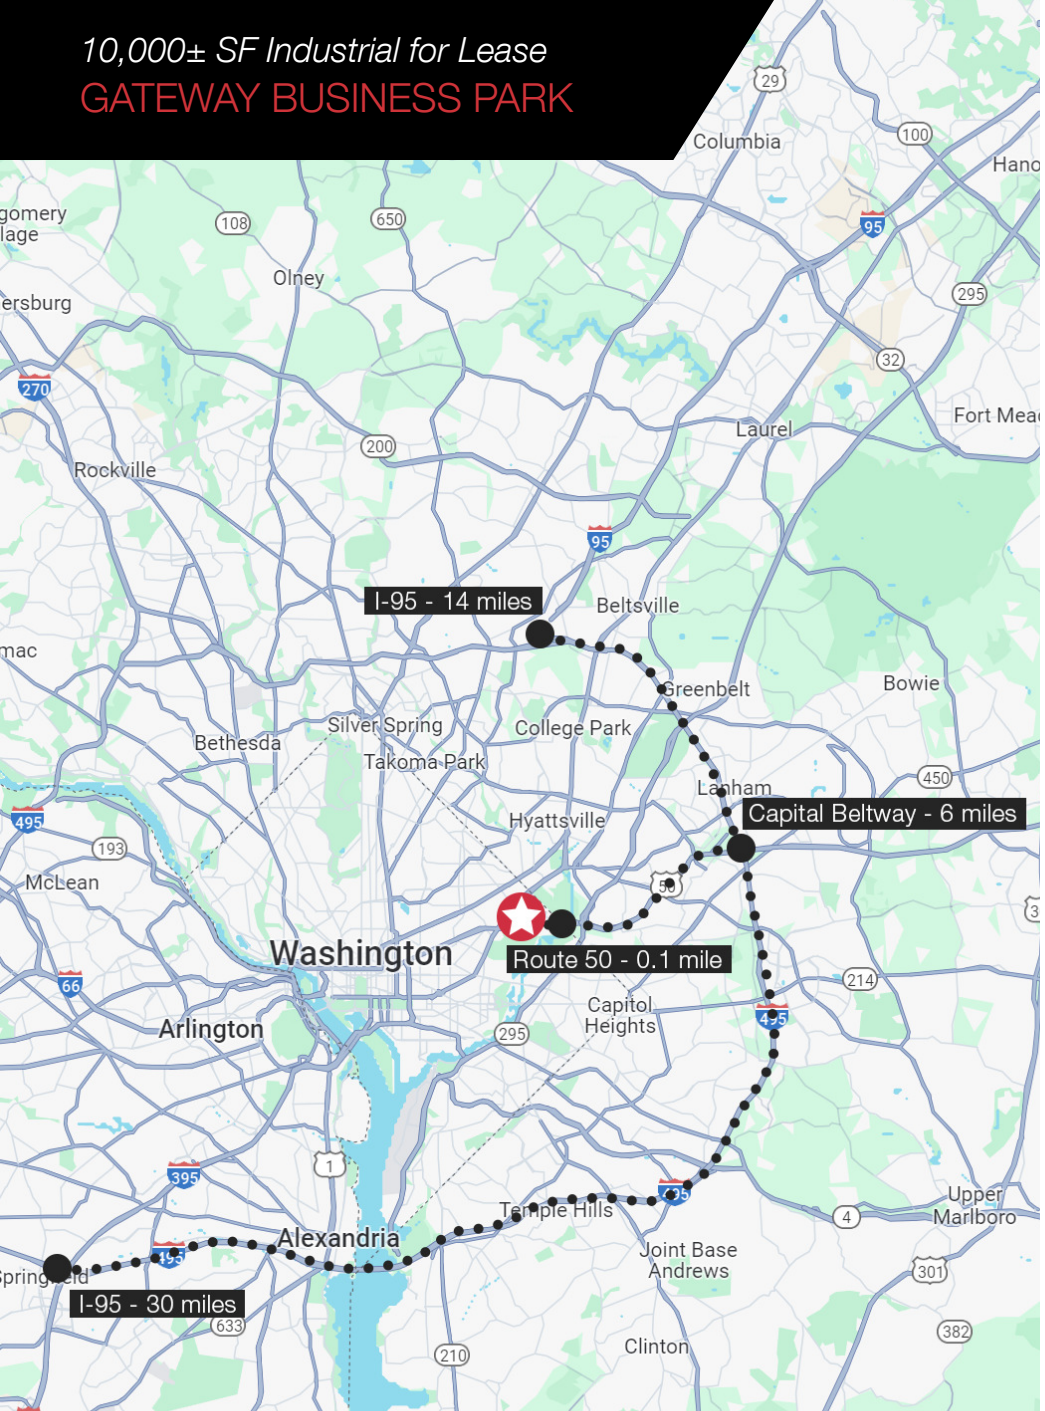 10,000± SF Industrial for Lease
GATEWAY BUSINESS PARK
29
Columbia
100
Hano
gomery
lage
108
650
95
Olney
ersburg
295
32
270
Fort Mea
Laurel
200
Rockville
95
I-95 - 14 miles
Beltsville
mac
Greenbelt
Bowie
Silver Spring
College Park
Bethesda
Takoma Park
450
Lanham
495
Hyattsville
Capital Beltway - 6 miles
193
McLean
50
3
Washington
Route 50 - 0.1 mile
66
214
Capitol
Heights
495
Arlington
295
1
395
495
Temple Hills
Upper
Marlboro
4
Alexandria
495
Joint Base
Andrews
Springfield
301
I-95 - 30 miles
633
382
Clinton
210